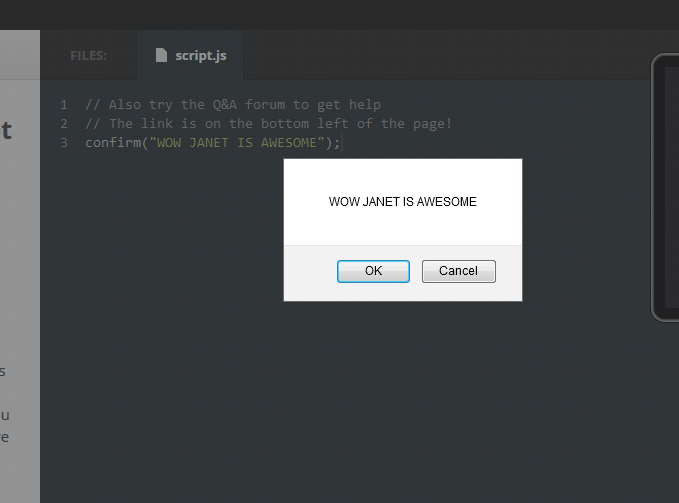 FILES: script.js
t
1 // Also try the Q&A forum to get help
2 // The link is on the bottom left of the page!
3 confirm("WOW JANET IS AWESOME");
WOW JANET IS AWESOME
OK Cancel
s
u
e